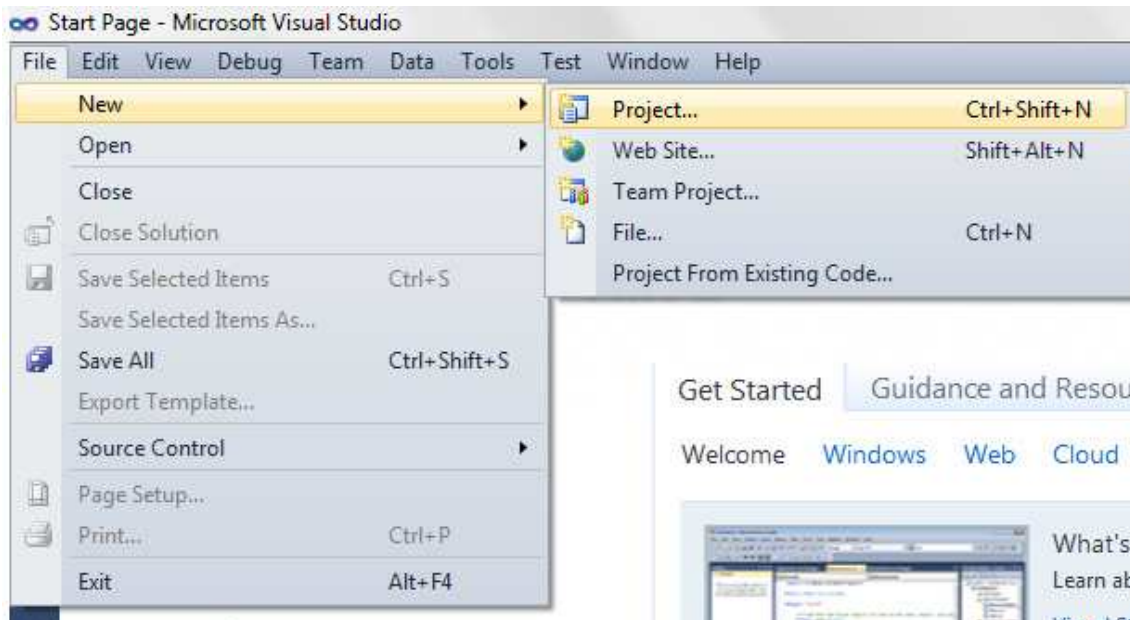 Start Page - Microsoft Visual Studio
File Edit View Debug Team Data Tools Test Window Help
New
Open
Close
Close Solution
Save Selected Items Ctrl+S
Save Selected Items As...
Save All Ctrl+Shift+S
Export Template...
Source Control
Page Setup...
Print... Ctrl+P
Exit Alt+F4
Project... Ctrl+Shift+N
Web Site... Shift+Alt+N
Team Project...
File... Ctrl+N
Project From Existing Code...
Get Started Guidance and Resou
Welcome Windows Web Cloud
What's
Learn ab